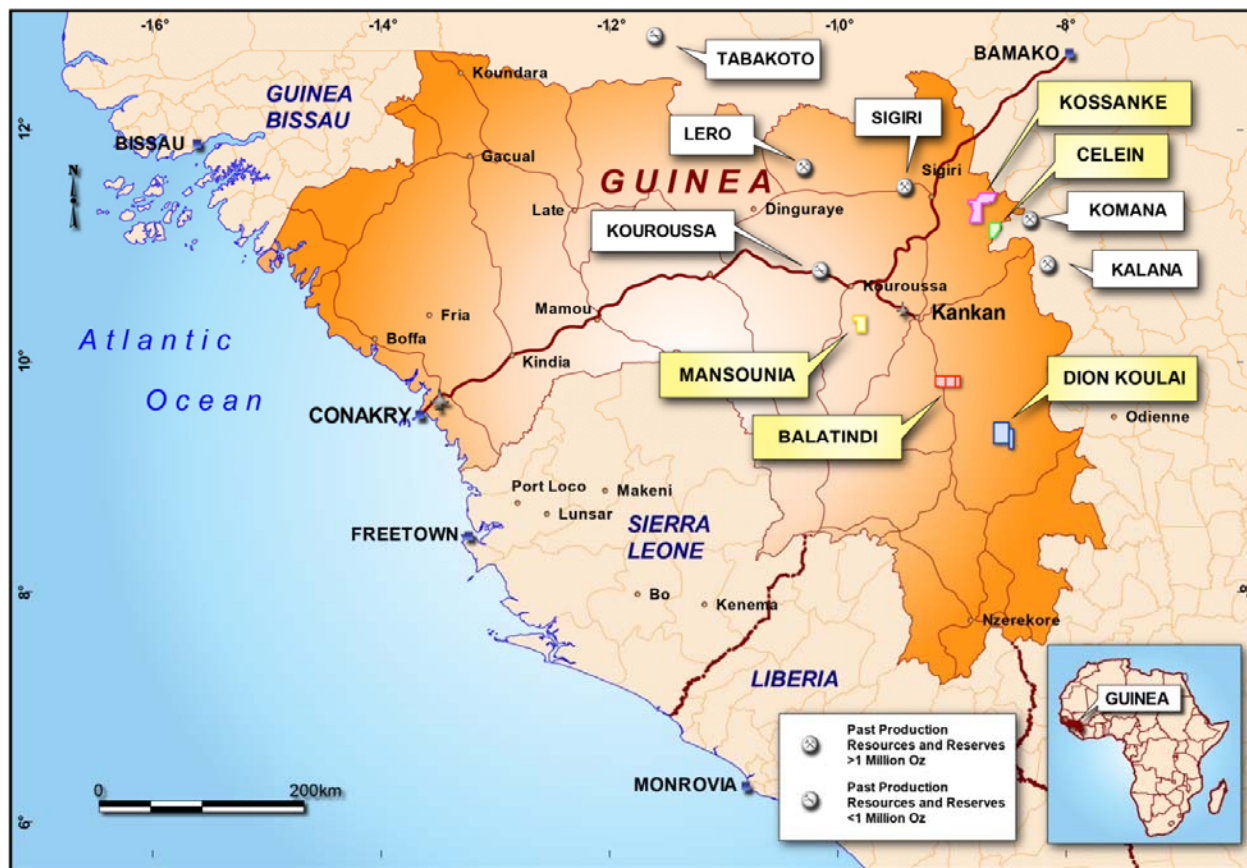 -16°
-14°
-12°
-10°
-8°
TABAKOTO
BAMAKO
Koundara
GUINEA
BISSAU
KOSSANKE
SIGIRI
LERO
12°
BISSAU
Gacual
CELEIN
N
GUINEA
Sigiri
Late
Dinguraye
KOMANA
KOUROUSSA
KALANA
Kouroussa
Mamou
Fria
Kankan
Atlantic
Ocean
Boffa
10°
Kindia
MANSOUNIA
DION KOULAI
CONAKRY
Odienne
BALATINDI
Port Loco
Makeni
Lunsar
SIERRA
LEONE
FREETOWN
8°
Bo
Kenema
Nzerekore
LIBERIA
GUINEA
Past Production
Resources and Reserves
>1 Million Oz
MONROVIA
0
200km
Past Production
Resources and Reserves
<1 Million Oz
6°